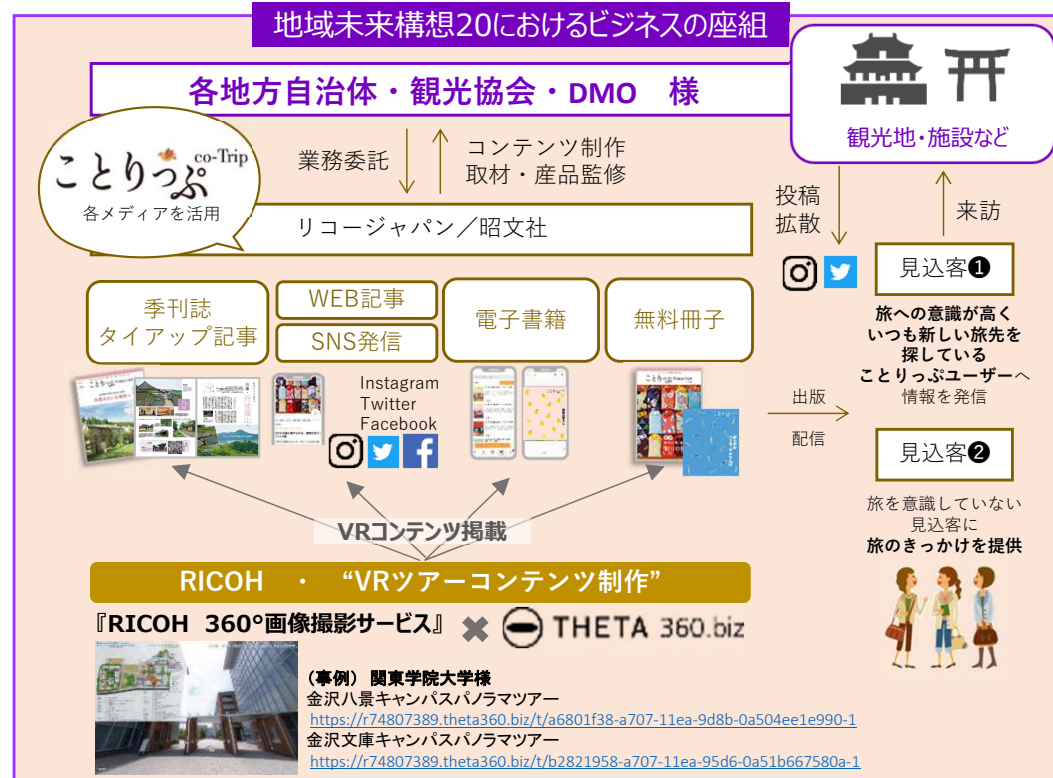 地域未来構想20におけるビジネスの座組
各地方自治体・観光協会・DMO　様
観光地・施設など
ことりっぷ co-Trip
各メディアを活用
業務委託
コンテンツ制作
取材・産品監修
リコージャパン／昭文社
投稿
拡散
来訪
見込客❶
旅への意識が高く
いつも新しい旅先を
探している
ことりっぷユーザーへ
情報を発信
季刊誌
タイアップ記事
WEB記事
SNS発信
電子書籍
無料冊子
Instagram
Twitter
Facebook
出版
配信
見込客❷
旅を意識していない
見込客に
旅のきっかけを提供
VRコンテンツ掲載
RICOH　・　“VRツアーコンテンツ制作”
『RICOH 360°画像撮影サービス』 ✖ THETA 360.biz
（事例）関東学院大学様
金沢八景キャンパスパノラマツアー
https://r74807389.theta360.biz/t/a6801f38-a707-11ea-9d8b-0a504ee1e990-1
金沢文庫キャンパスパノラマツアー
https://r74807389.theta360.biz/t/b2821958-a707-11ea-95d6-0a51b667580a-1